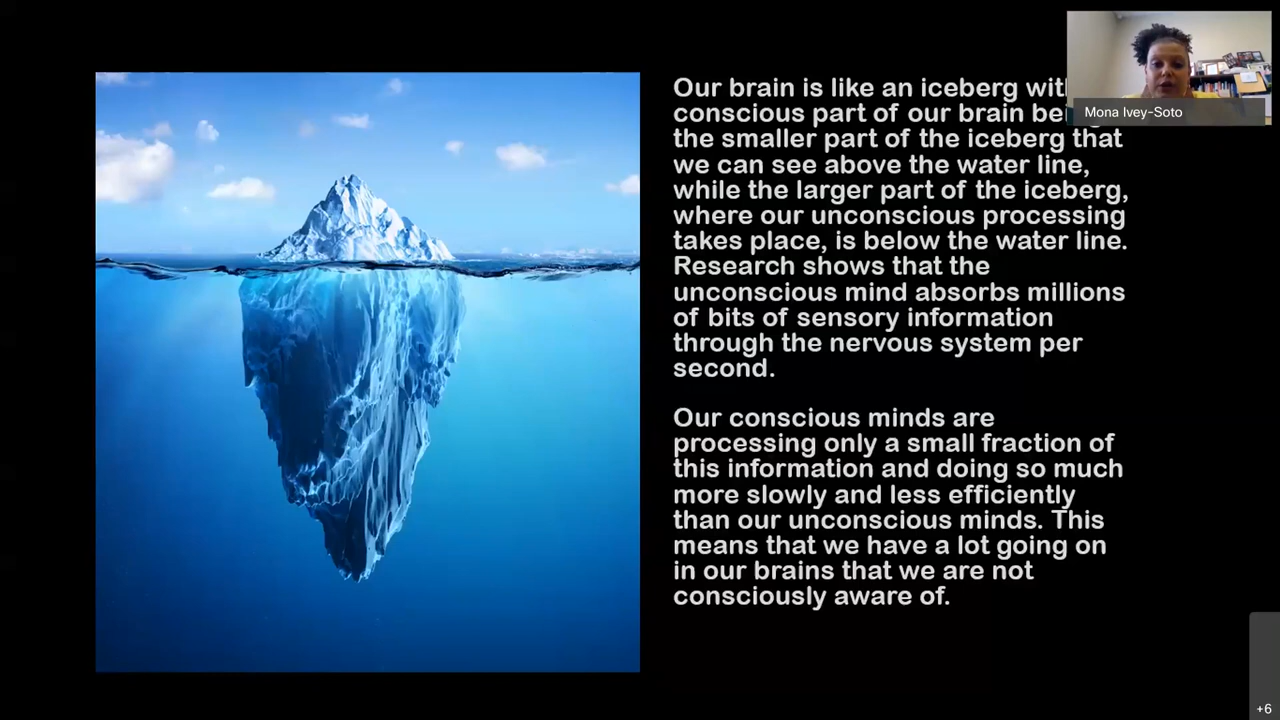 Our brain is like an iceberg
conscious part of our brain
the smaller part of the iceberg that
we can see above the water line,
while the larger part of the iceberg,
where our unconscious processing
takes place, is below the water line.
Research shows that the
unconscious mind absorbs millions
of bits of sensory information
through the nervous system per
second.
Our conscious minds are
processing only a small fraction of
this information and doing so much
more slowly and less efficiently
than our unconscious minds. This
means that we have a lot going on
in our brains that we are not
consciously aware of.
Mona Ivey-Soto
+6